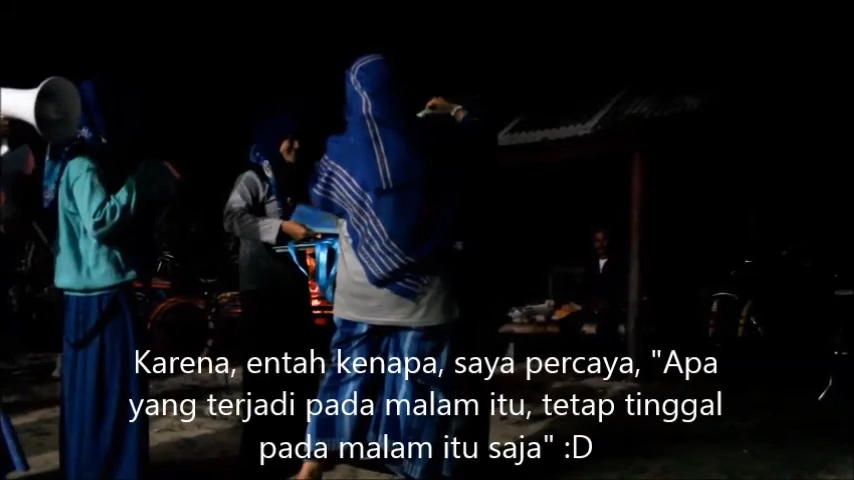 Karena, entah kenapa, saya percaya, "Apa
yang terjadi pada malam itu, tetap tinggal
pada malam itu saja" :D